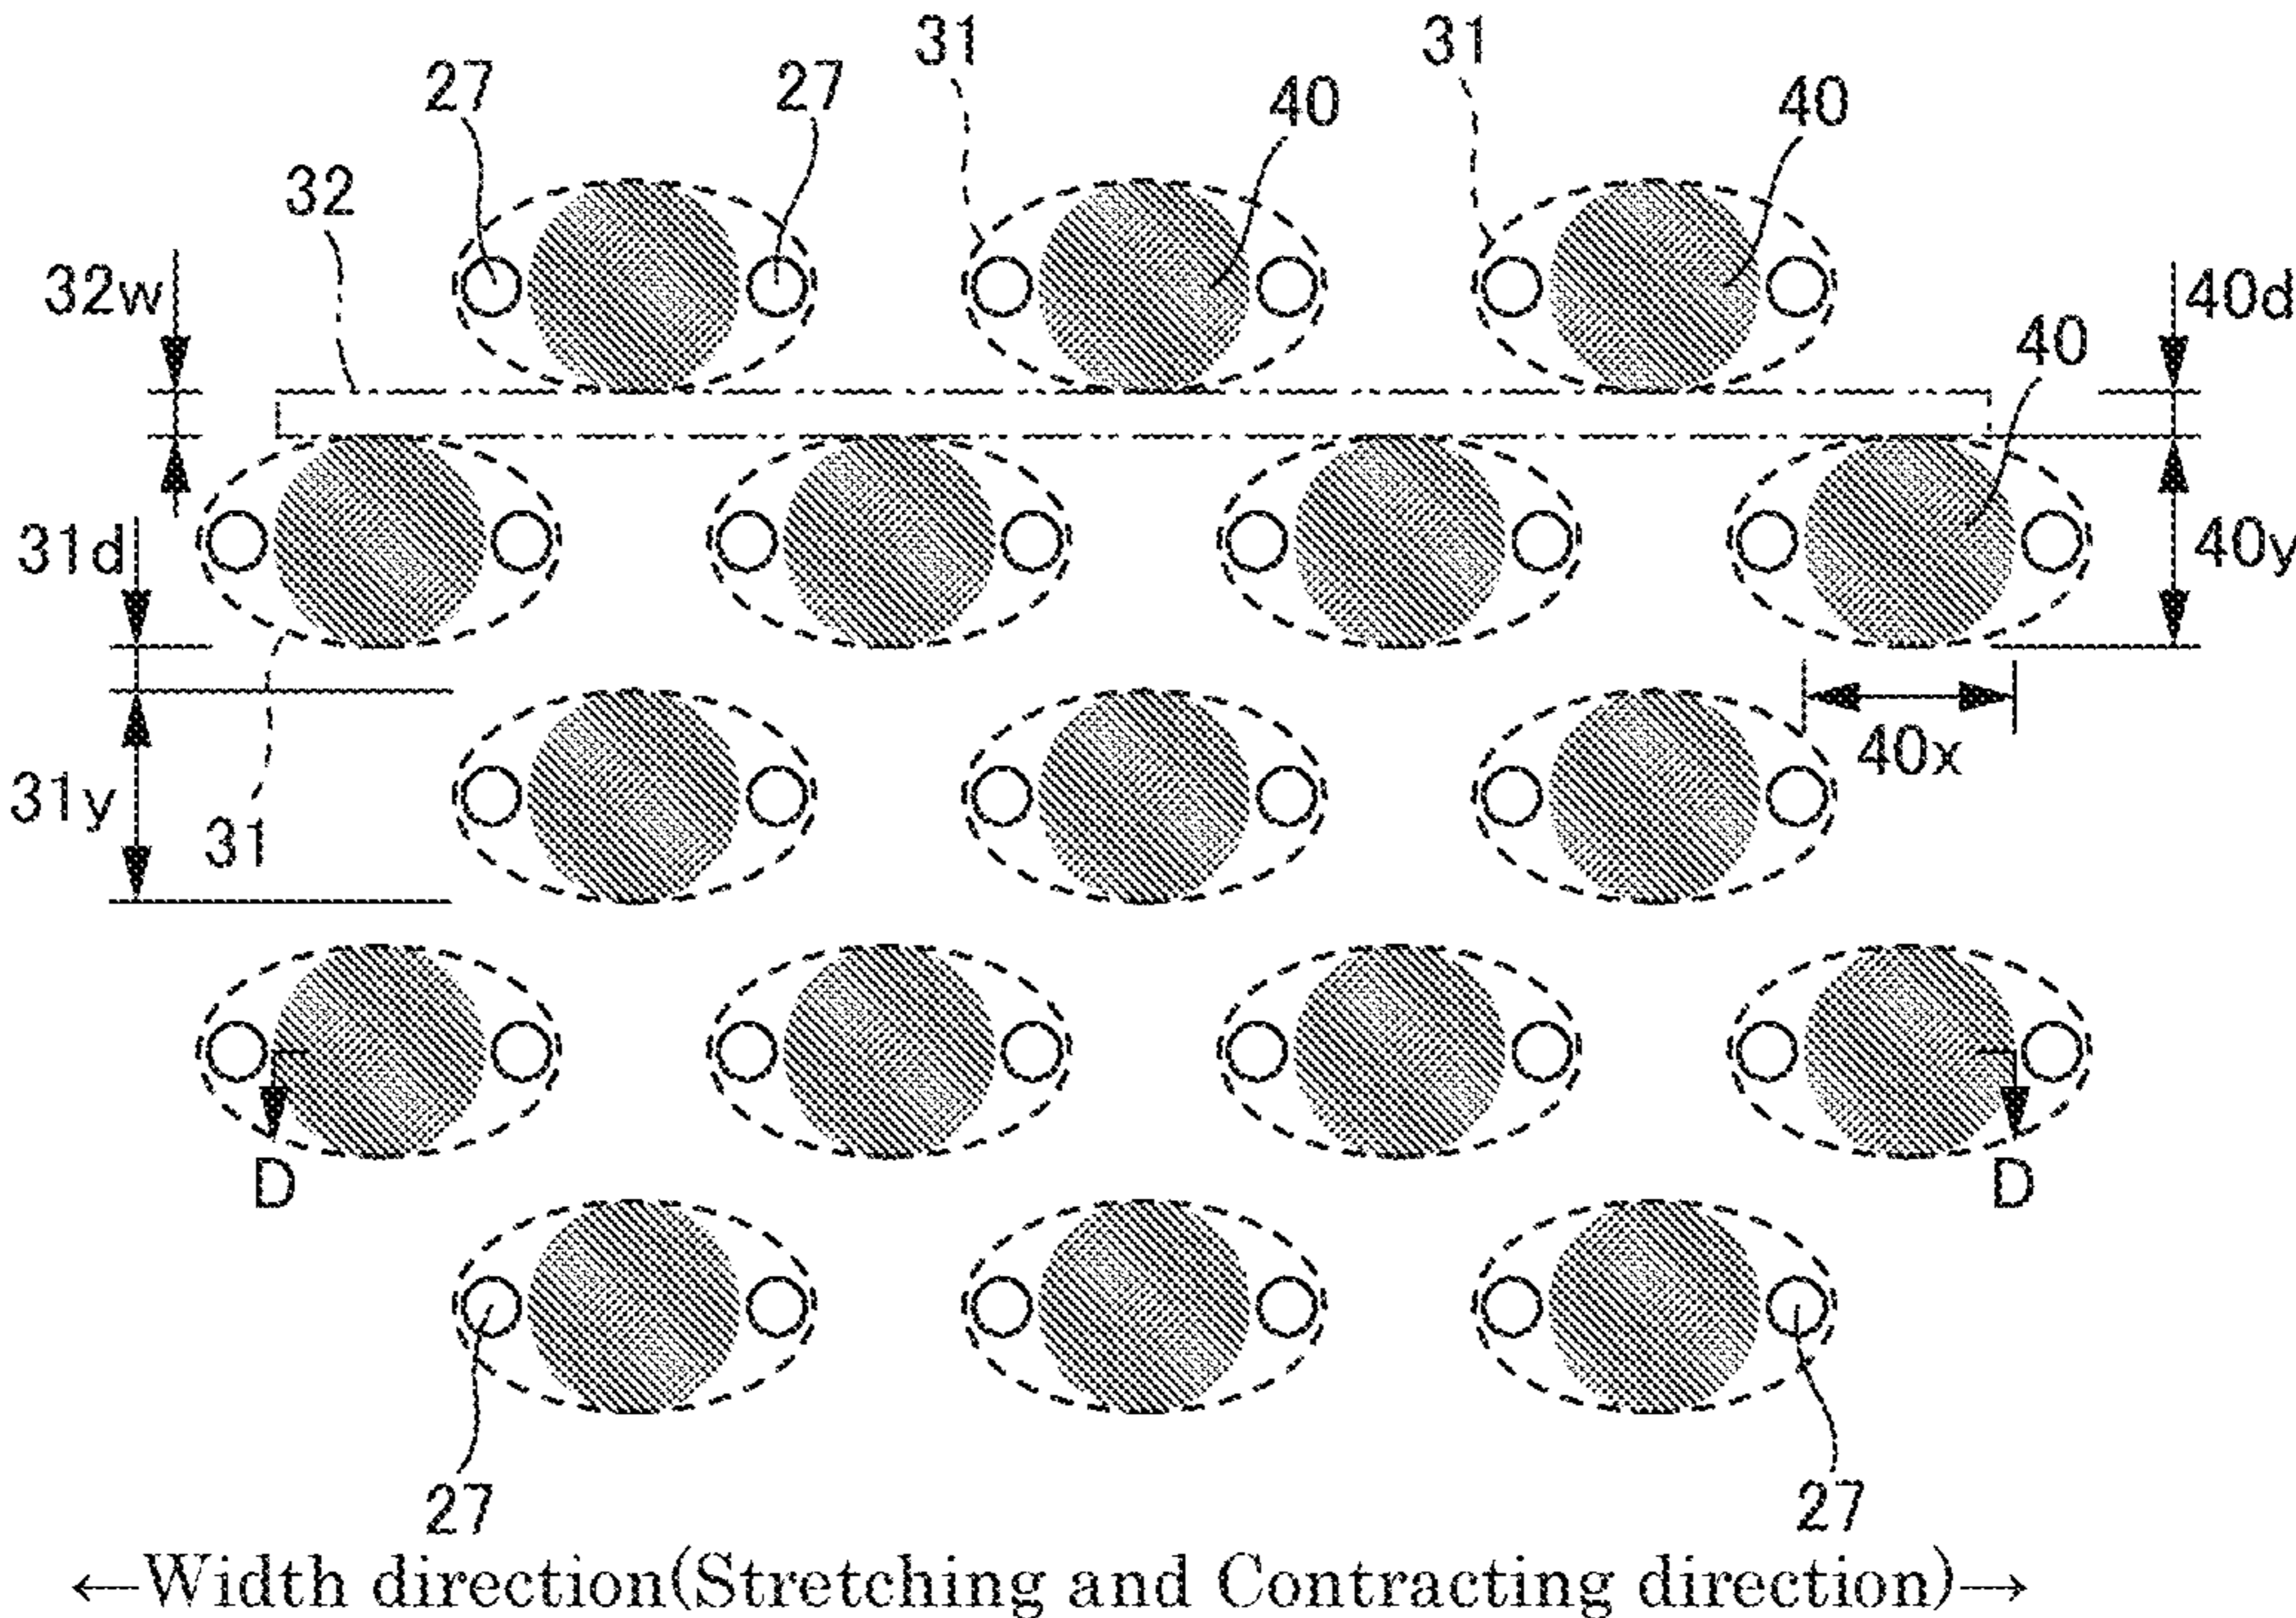 31 31
27 27 40 40
32
32w 40d
40
31d 40y
31y 40x
31
D D
27 27
←Width direction(Stretching and Contracting direction)→